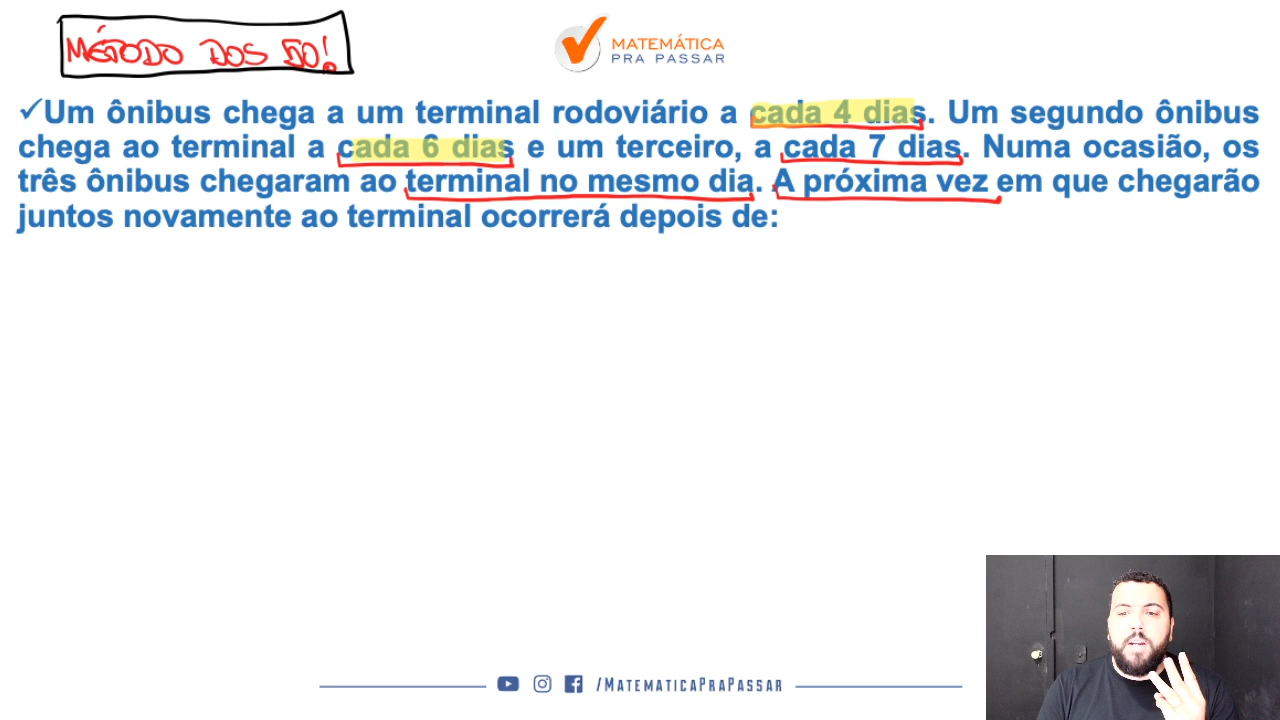 MÉTODO DOS 50!
MATEMÁTICA
PRA PASSAR
✓Um ônibus chega a um terminal rodoviário a cada 4 dias. Um segundo ônibus
chega ao terminal a cada 6 dias e um terceiro, a cada 7 dias. Numa ocasião, os
três ônibus chegaram ao terminal no mesmo dia. A próxima vez em que chegarão
juntos novamente ao terminal ocorrerá depois de:
/MATEMATICAPRAPASSAR